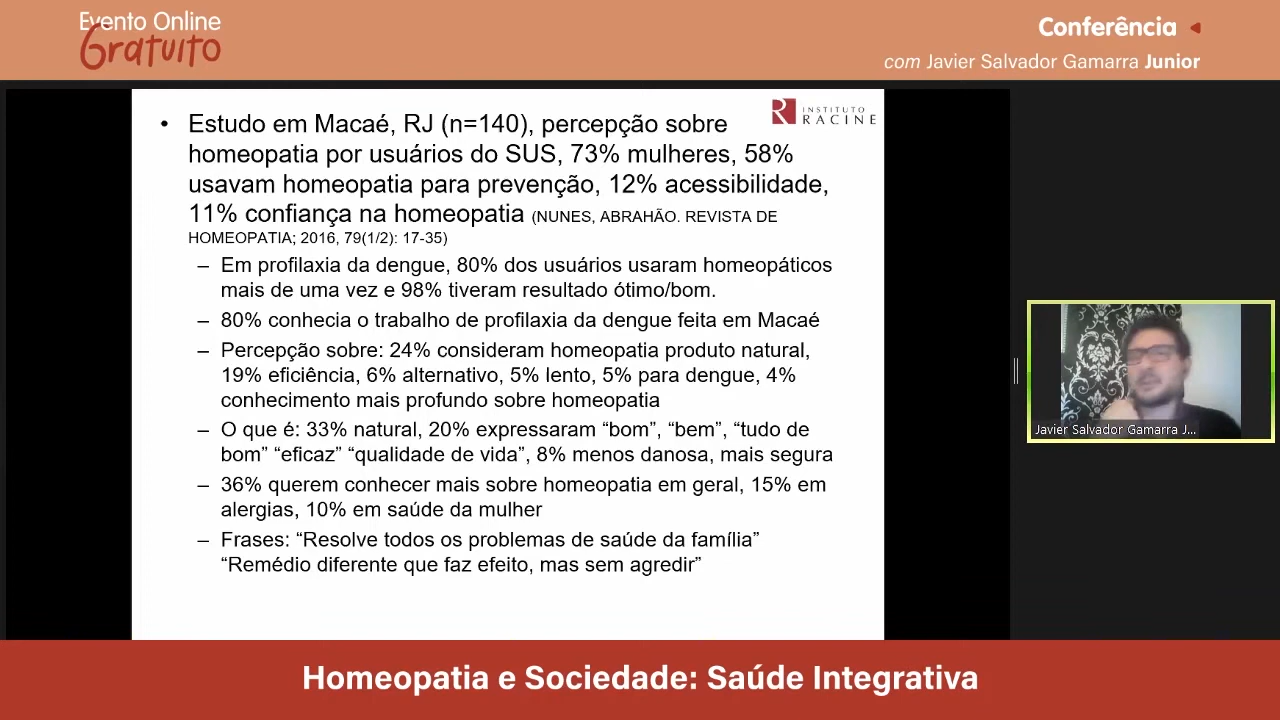 Evento Online
Gratuito
Conferência
com Javier Salvador Gamarra Junior
INSTITUTO
RACINE
• Estudo em Macaé, RJ (n=140), percepção sobre
homeopatia por usuários do SUS, 73% mulheres, 58%
usavam homeopatia para prevenção, 12% acessibilidade,
11% confiança na homeopatia (NUNES, ABRAHÃO. REVISTA DE
HOMEOPATIA; 2016, 79(1/2): 17-35)
– Em profilaxia da dengue, 80% dos usuários usaram homeopáticos
mais de uma vez e 98% tiveram resultado ótimo/bom.
– 80% conhecia o trabalho de profilaxia da dengue feita em Macaé
– Percepção sobre: 24% consideram homeopatia produto natural,
19% eficiência, 6% alternativo, 5% lento, 5% para dengue, 4%
conhecimento mais profundo sobre homeopatia
– O que é: 33% natural, 20% expressaram “bom”, “bem”, “tudo de
bom” “eficaz” “qualidade de vida”, 8% menos danosa, mais segura
– 36% querem conhecer mais sobre homeopatia em geral, 15% em
alergias, 10% em saúde da mulher
– Frases: “Resolve todos os problemas de saúde da família”
“Remédio diferente que faz efeito, mas sem agredir”
Javier Salvador Gamarra J...
Homeopatia e Sociedade: Saúde Integrativa